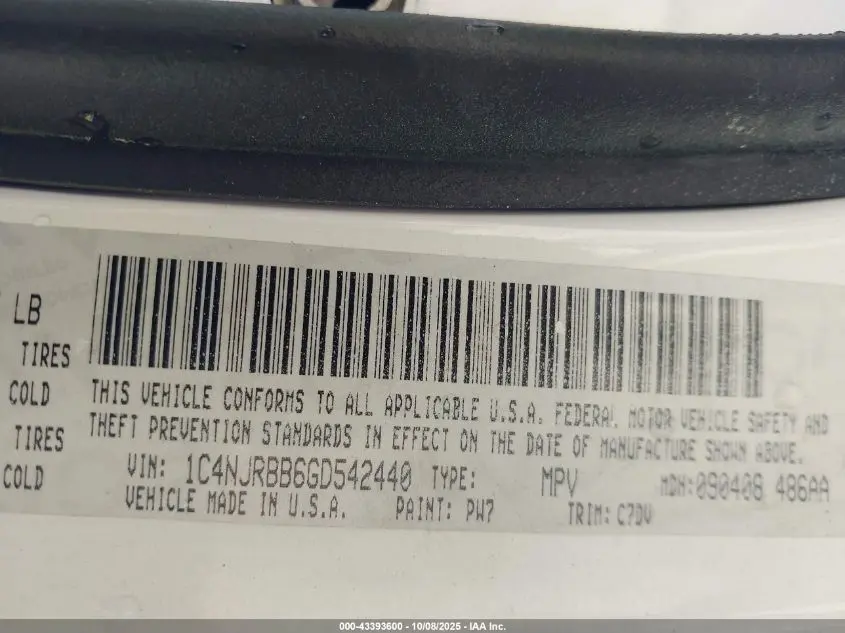 LB
TIRES
COLD
THIS VEHICLE CONFORMS TO ALL APPLICABLE U.S.A. FEDERAL MOTOR VEHICLE SAFETY AND
THEFT PREVENTION STANDARDS IN EFFECT ON THE DATE OF MANUFACTURE SHOWN ABOVE.
TIRES
COLD
VIN: 1C4NJRBB6GD542440 TYPE: MPV MDH:090408 486AA
VEHICLE MADE IN U.S.A. PAINT: PW7 TRIM: C7DV
000-43393600 - 10/08/2025 - IAA Inc.